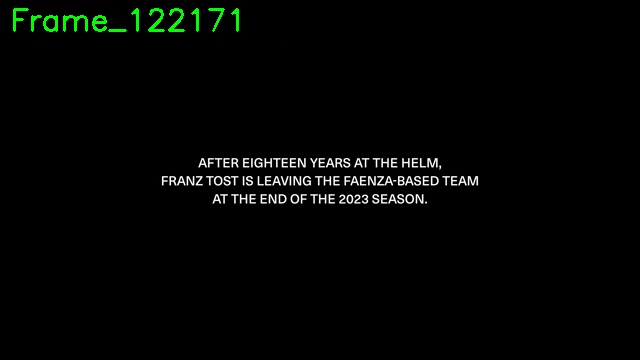 Frame_122171
AFTER EIGHTEEN YEARS AT THE HELM,
FRANZ TOST IS LEAVING THE FAENZA-BASED TEAM
AT THE END OF THE 2023 SEASON.